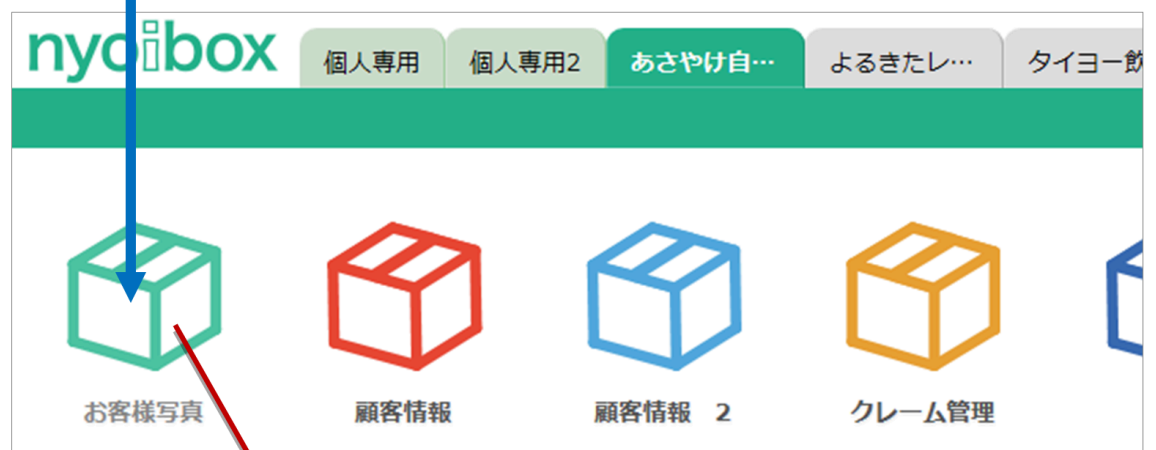 nyoibox
個人専用 個人専用2 あさやけ自… よるきたレ… タイヨー飲
お客様写真 顧客情報 顧客情報 2 クレーム管理